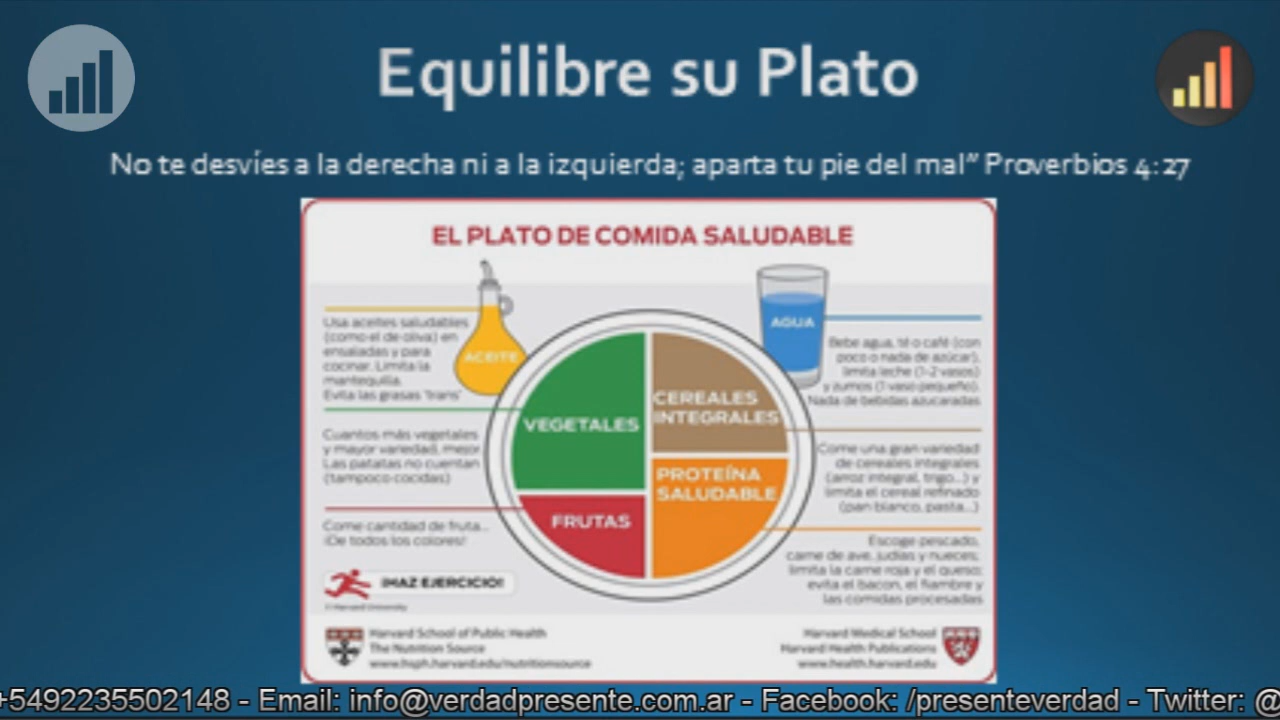 Equilibre su Plato
No te desvíes a la derecha ni a la izquierda; aparta tu pie del mal” Proverbios 4:27
EL PLATO DE COMIDA SALUDABLE
Usa aceites saludables
(como el de oliva) en
ensaladas y para
cocinar. Limita la
mantequilla.
Evita las grasas 'trans'
ACEITE
Cuantos más vegetales
y mayor variedad, mejor.
Las patatas no cuentan
(tampoco cocidas)
Come cantidad de fruta...
¡De todos los colores!
¡HAZ EJERCICIO!
© Harvard University
VEGETALES
FRUTAS
CEREALES
INTEGRALES
PROTEÍNA
SALUDABLE
AGUA
Bebe agua, té o café (con
poco o nada de azúcar),
limita leche (1-2 vasos)
y zumos (1 vaso pequeño).
Nada de bebidas azucaradas
Come una gran variedad
de cereales integrales
(arroz integral, trigo...) y
limita el cereal refinado
(pan blanco, pasta...)
Escoge pescado,
carne de ave, judías y nueces;
limita la carne roja y el queso;
evita el bacon, el fiambre y
las comidas procesadas
Harvard School of Public Health
The Nutrition Source
www.hsph.harvard.edu/nutritionsource
Harvard Medical School
Harvard Health Publications
www.health.harvard.edu
+5492235502148 - Email: info@verdadpresente.com.ar - Facebook: /presenteverdad - Twitter: @